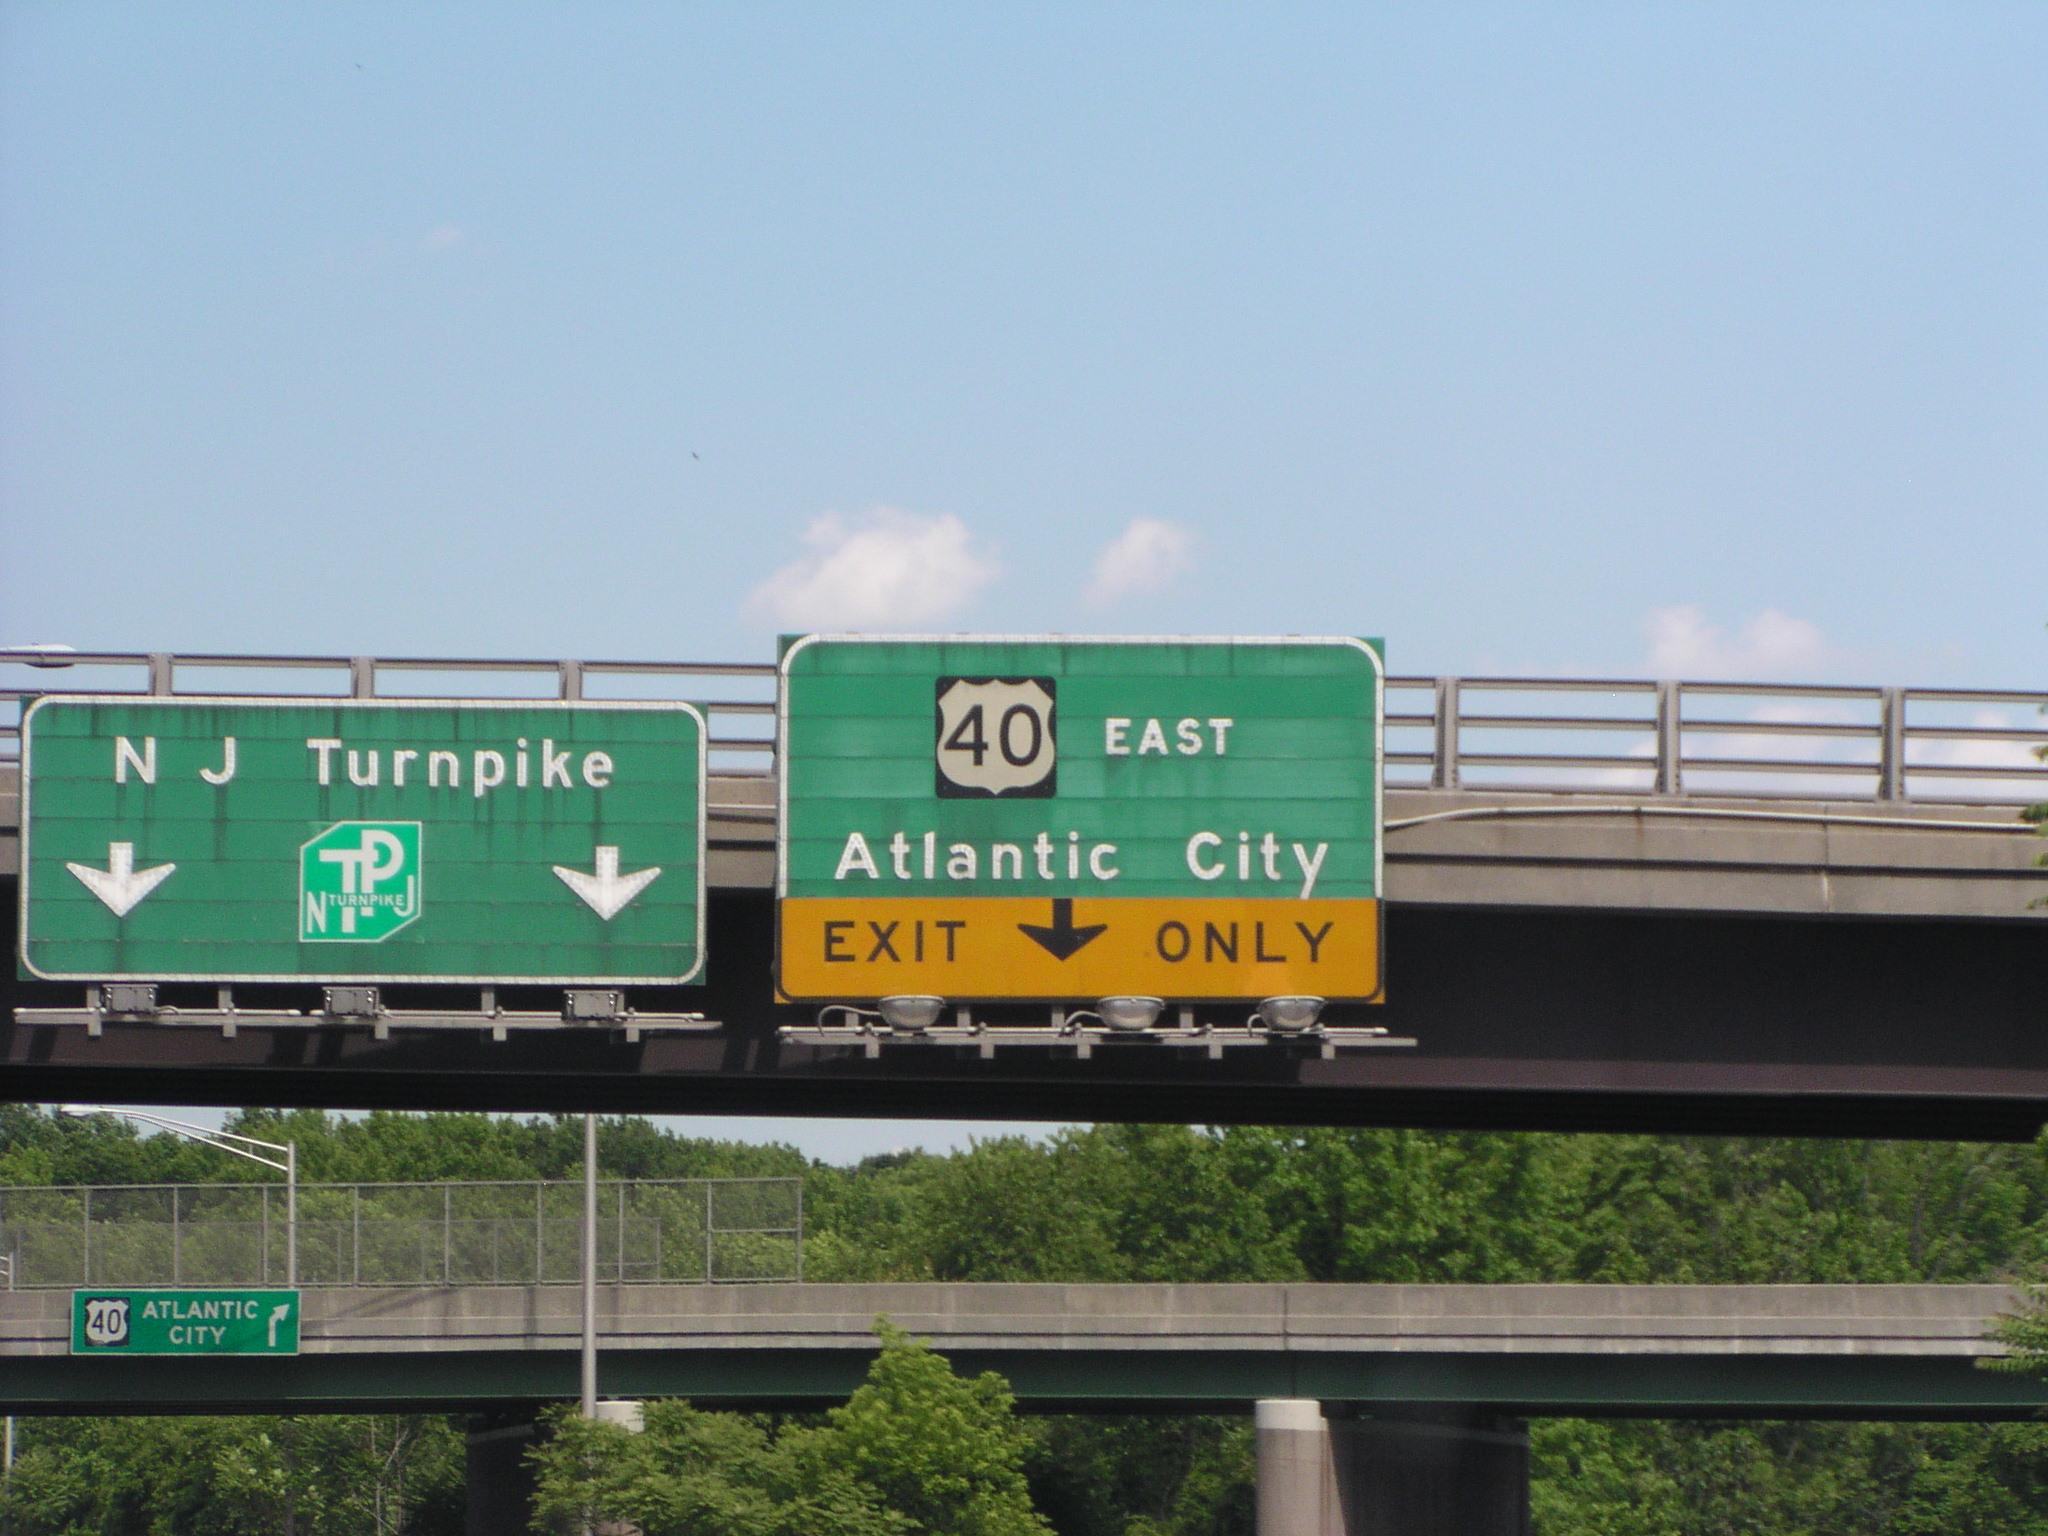 N J Turnpike
TP
N TURNPIKE J
40 EAST
Atlantic City
EXIT ONLY
40 ATLANTIC
CITY